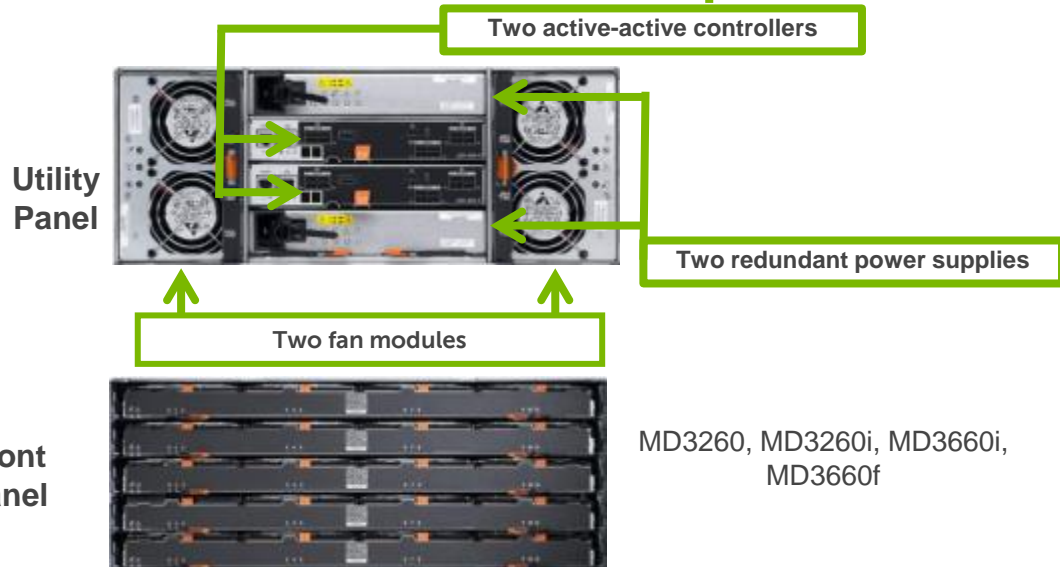 Two active-active controllers
Utility
Panel
Two redundant power supplies
Two fan modules
ont
anel
MD3260, MD3260i, MD3660i,
MD3660f